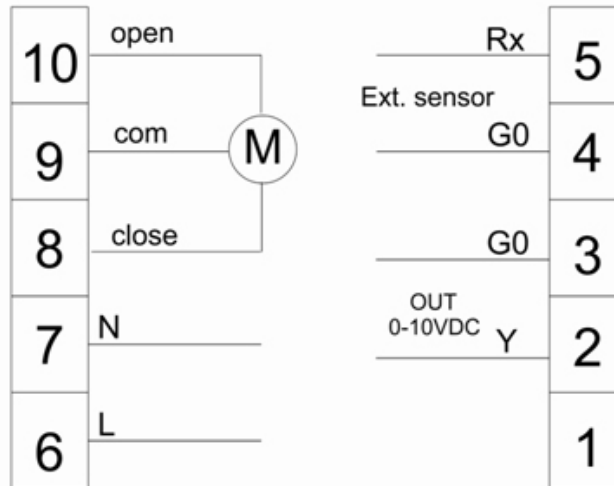 10 open
9 com
M
8 close
7 N
6 L
Rx 5
Ext. sensor
G0 4
G0 3
OUT
0-10VDC
Y 2
1